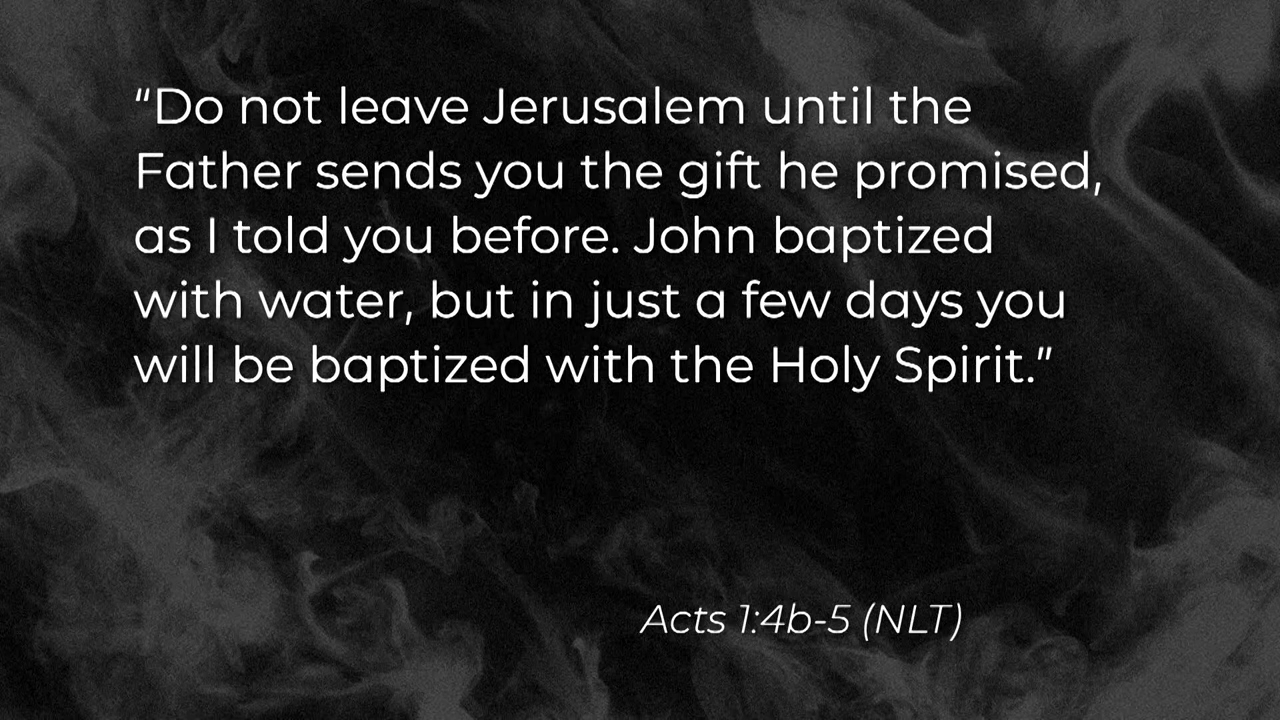 “Do not leave Jerusalem until the
Father sends you the gift he promised,
as I told you before. John baptized
with water, but in just a few days you
will be baptized with the Holy Spirit.”
Acts 1:4b-5 (NLT)